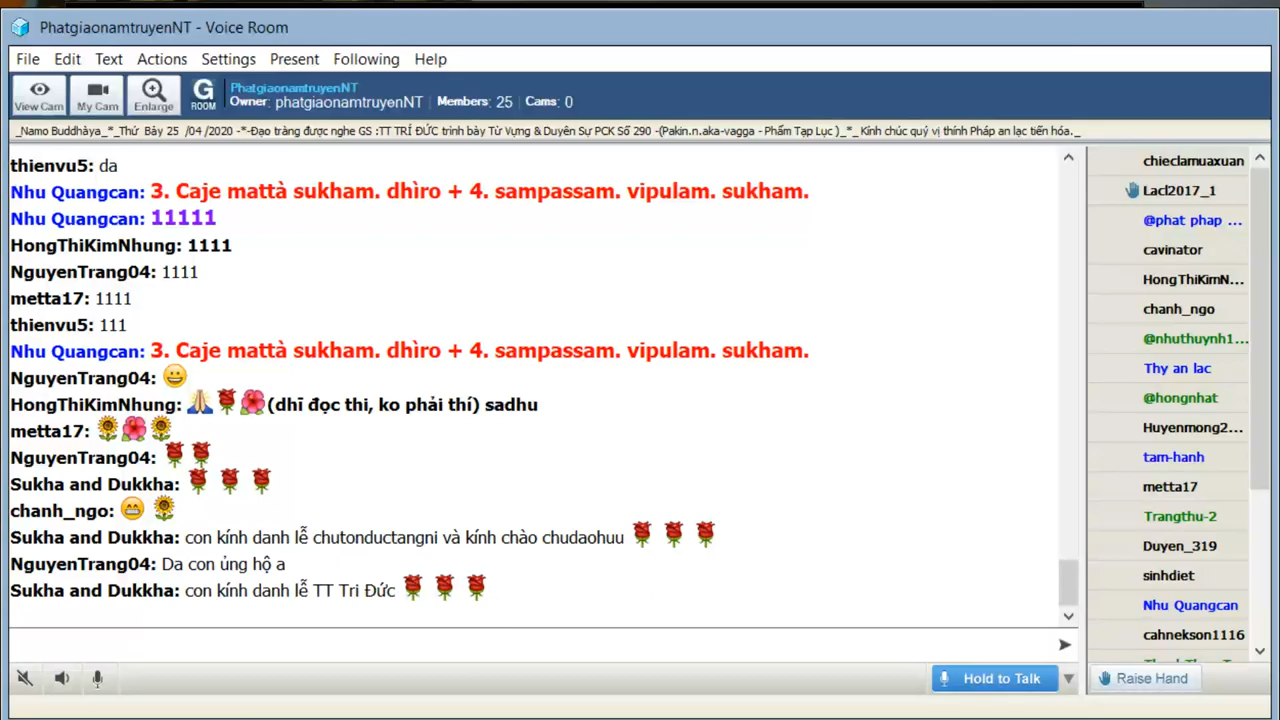 PhatgiaonamtruyenNT - Voice Room
File Edit Text Actions Settings Present Following Help
View Cam My Cam Enlarge G ROOM
PhatgiaonamtruyenNT
Owner: phatgiaonamtruyenNT Members: 25 Cams: 0
_Namo Buddhàya_*_Thứ Bảy 25 /04 /2020 -*-Đạo tràng được nghe GS :TT TRÍ ĐỨC trình bày Từ Vựng & Duyên Sự PCK Số 290 -(Pakin.n.aka-vagga - Phẩm Tạp Lục )_*_ Kính chúc quý vị thính Pháp an lạc tiến hóa._
thienvu5: da
Nhu Quangcan: 3. Caje mattà sukham. dhìro + 4. sampassam. vipulam. sukham.
Nhu Quangcan: 11111
HongThiKimNhung: 1111
NguyenTrang04: 1111
metta17: 1111
thienvu5: 111
Nhu Quangcan: 3. Caje mattà sukham. dhìro + 4. sampassam. vipulam. sukham.
NguyenTrang04: 😀
HongThiKimNhung: 🙏🌹🌺(dhī đọc thi, ko phải thí) sadhu
metta17: 🌻🌺🌻
NguyenTrang04: 🌹🌹
Sukha and Dukkha: 🌹 🌹 🌹
chanh_ngo: 😁 🌻
Sukha and Dukkha: con kính danh lễ chutonductangni và kính chào chudaohuu 🌹 🌹 🌹
NguyenTrang04: Da con ủng hộ a
Sukha and Dukkha: con kính danh lễ TT Tri Đức 🌹 🌹 🌹
chieclamuaxuan
Lacl2017_1
@phat phap ...
cavinator
HongThiKimN...
chanh_ngo
@nhuthuynh1...
Thy an lac
@hongnhat
Huyenmong2...
tam-hanh
metta17
Trangthu-2
Duyen_319
sinhdiet
Nhu Quangcan
cahnekson1116
Hold to Talk
Raise Hand